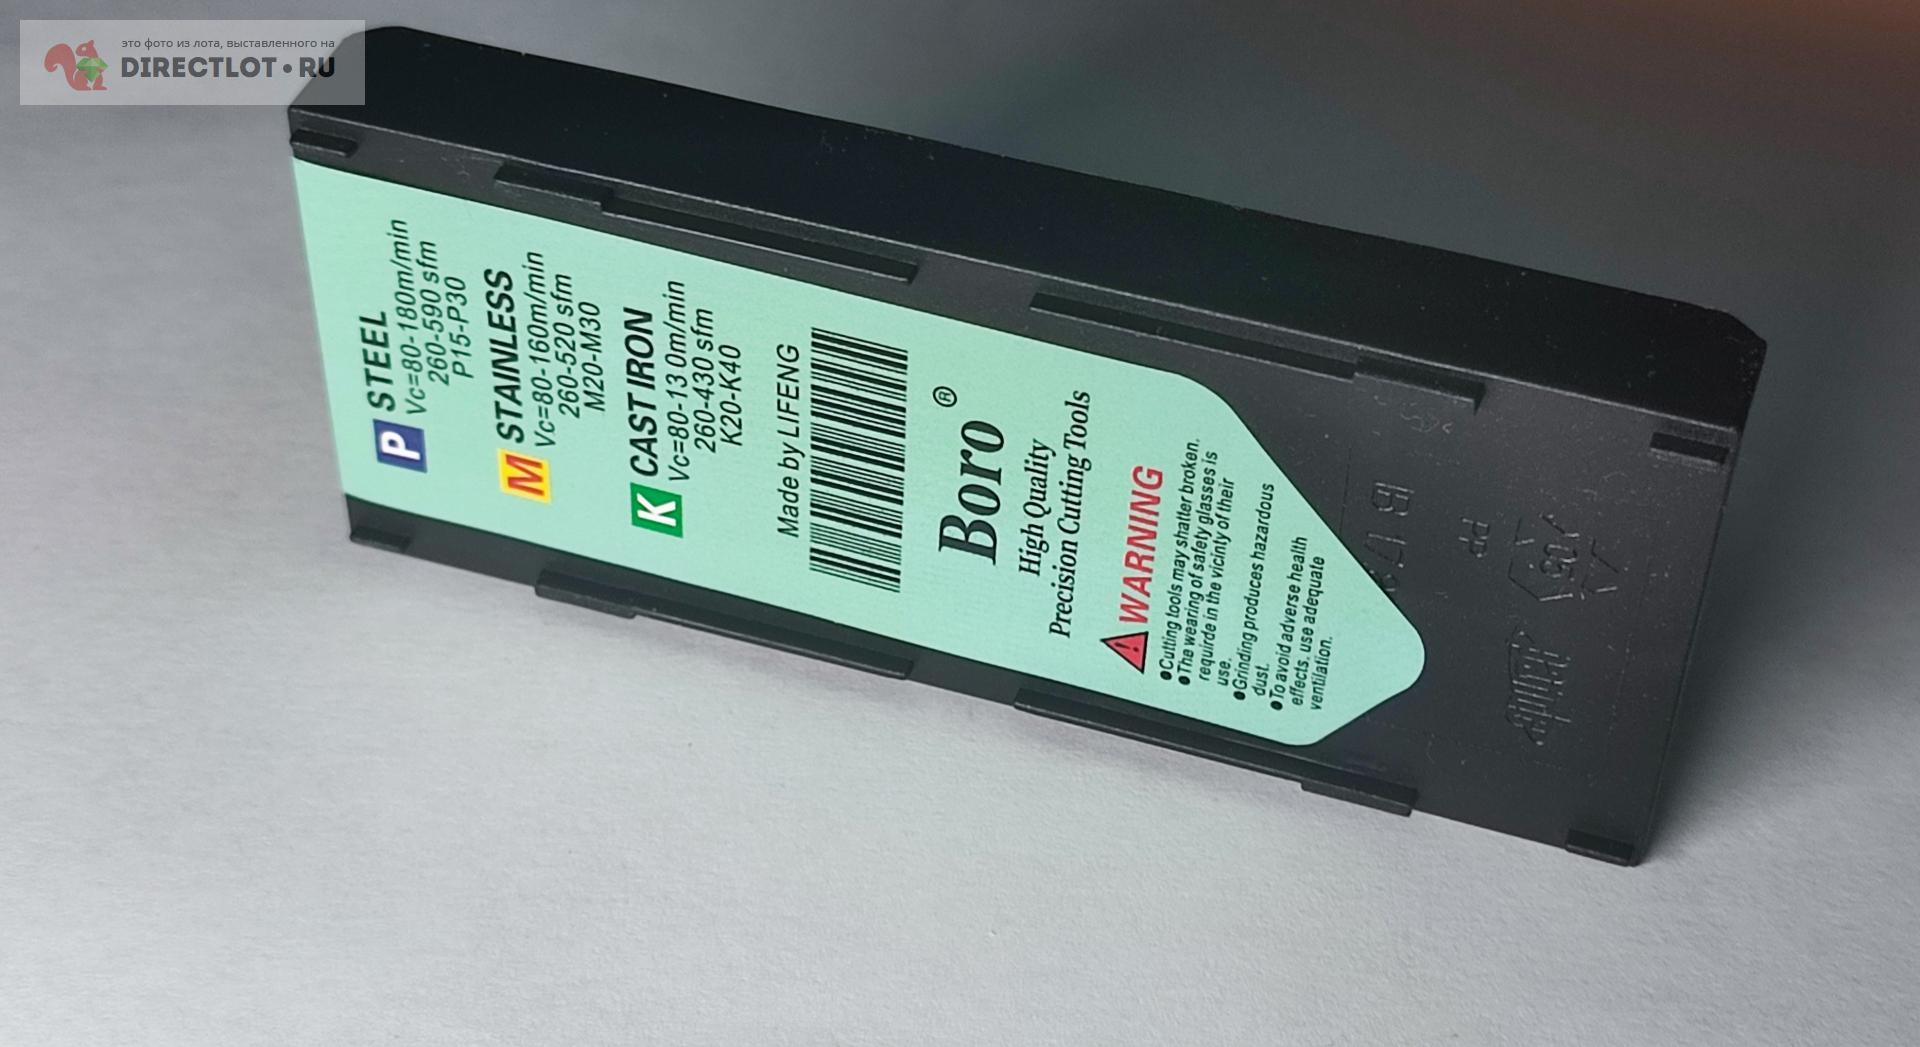 это фото из лота, выставленного на
DIRECTLOT•RU
P STEEL
Vc=80-180m/min
260-590 sfm
P15-P30
M STAINLESS
Vc=80-160m/min
260-520 sfm
M20-M30
K CAST IRON
Vc=80-13 0m/min
260-430 sfm
K20-K40
Made by LIFENG
Boro ®
High Quality
Precision Cutting Tools
WARNING
●Cutting tools may shatter broken.
●The wearing of safety glasses is
requirde in the vicinty of their
use.
●Grinding produces hazardous
dust.
●To avoid adverse health
effects, use adequate
ventilation.
PP